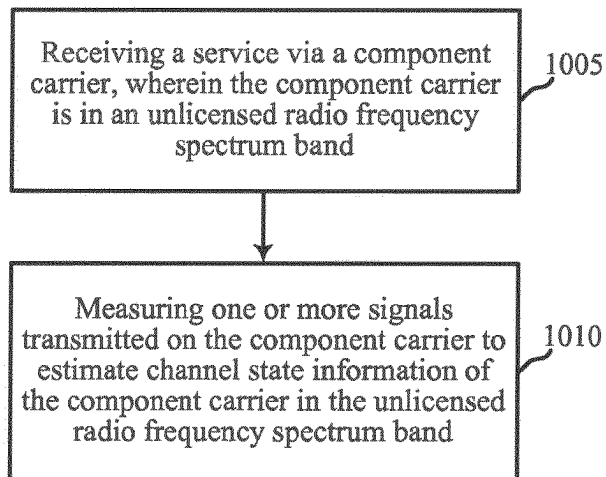 Receiving a service via a component
carrier, wherein the component carrier
is in an unlicensed radio frequency
spectrum band
1005
Measuring one or more signals
transmitted on the component carrier to
estimate channel state information of
the component carrier in the unlicensed
radio frequency spectrum band
1010